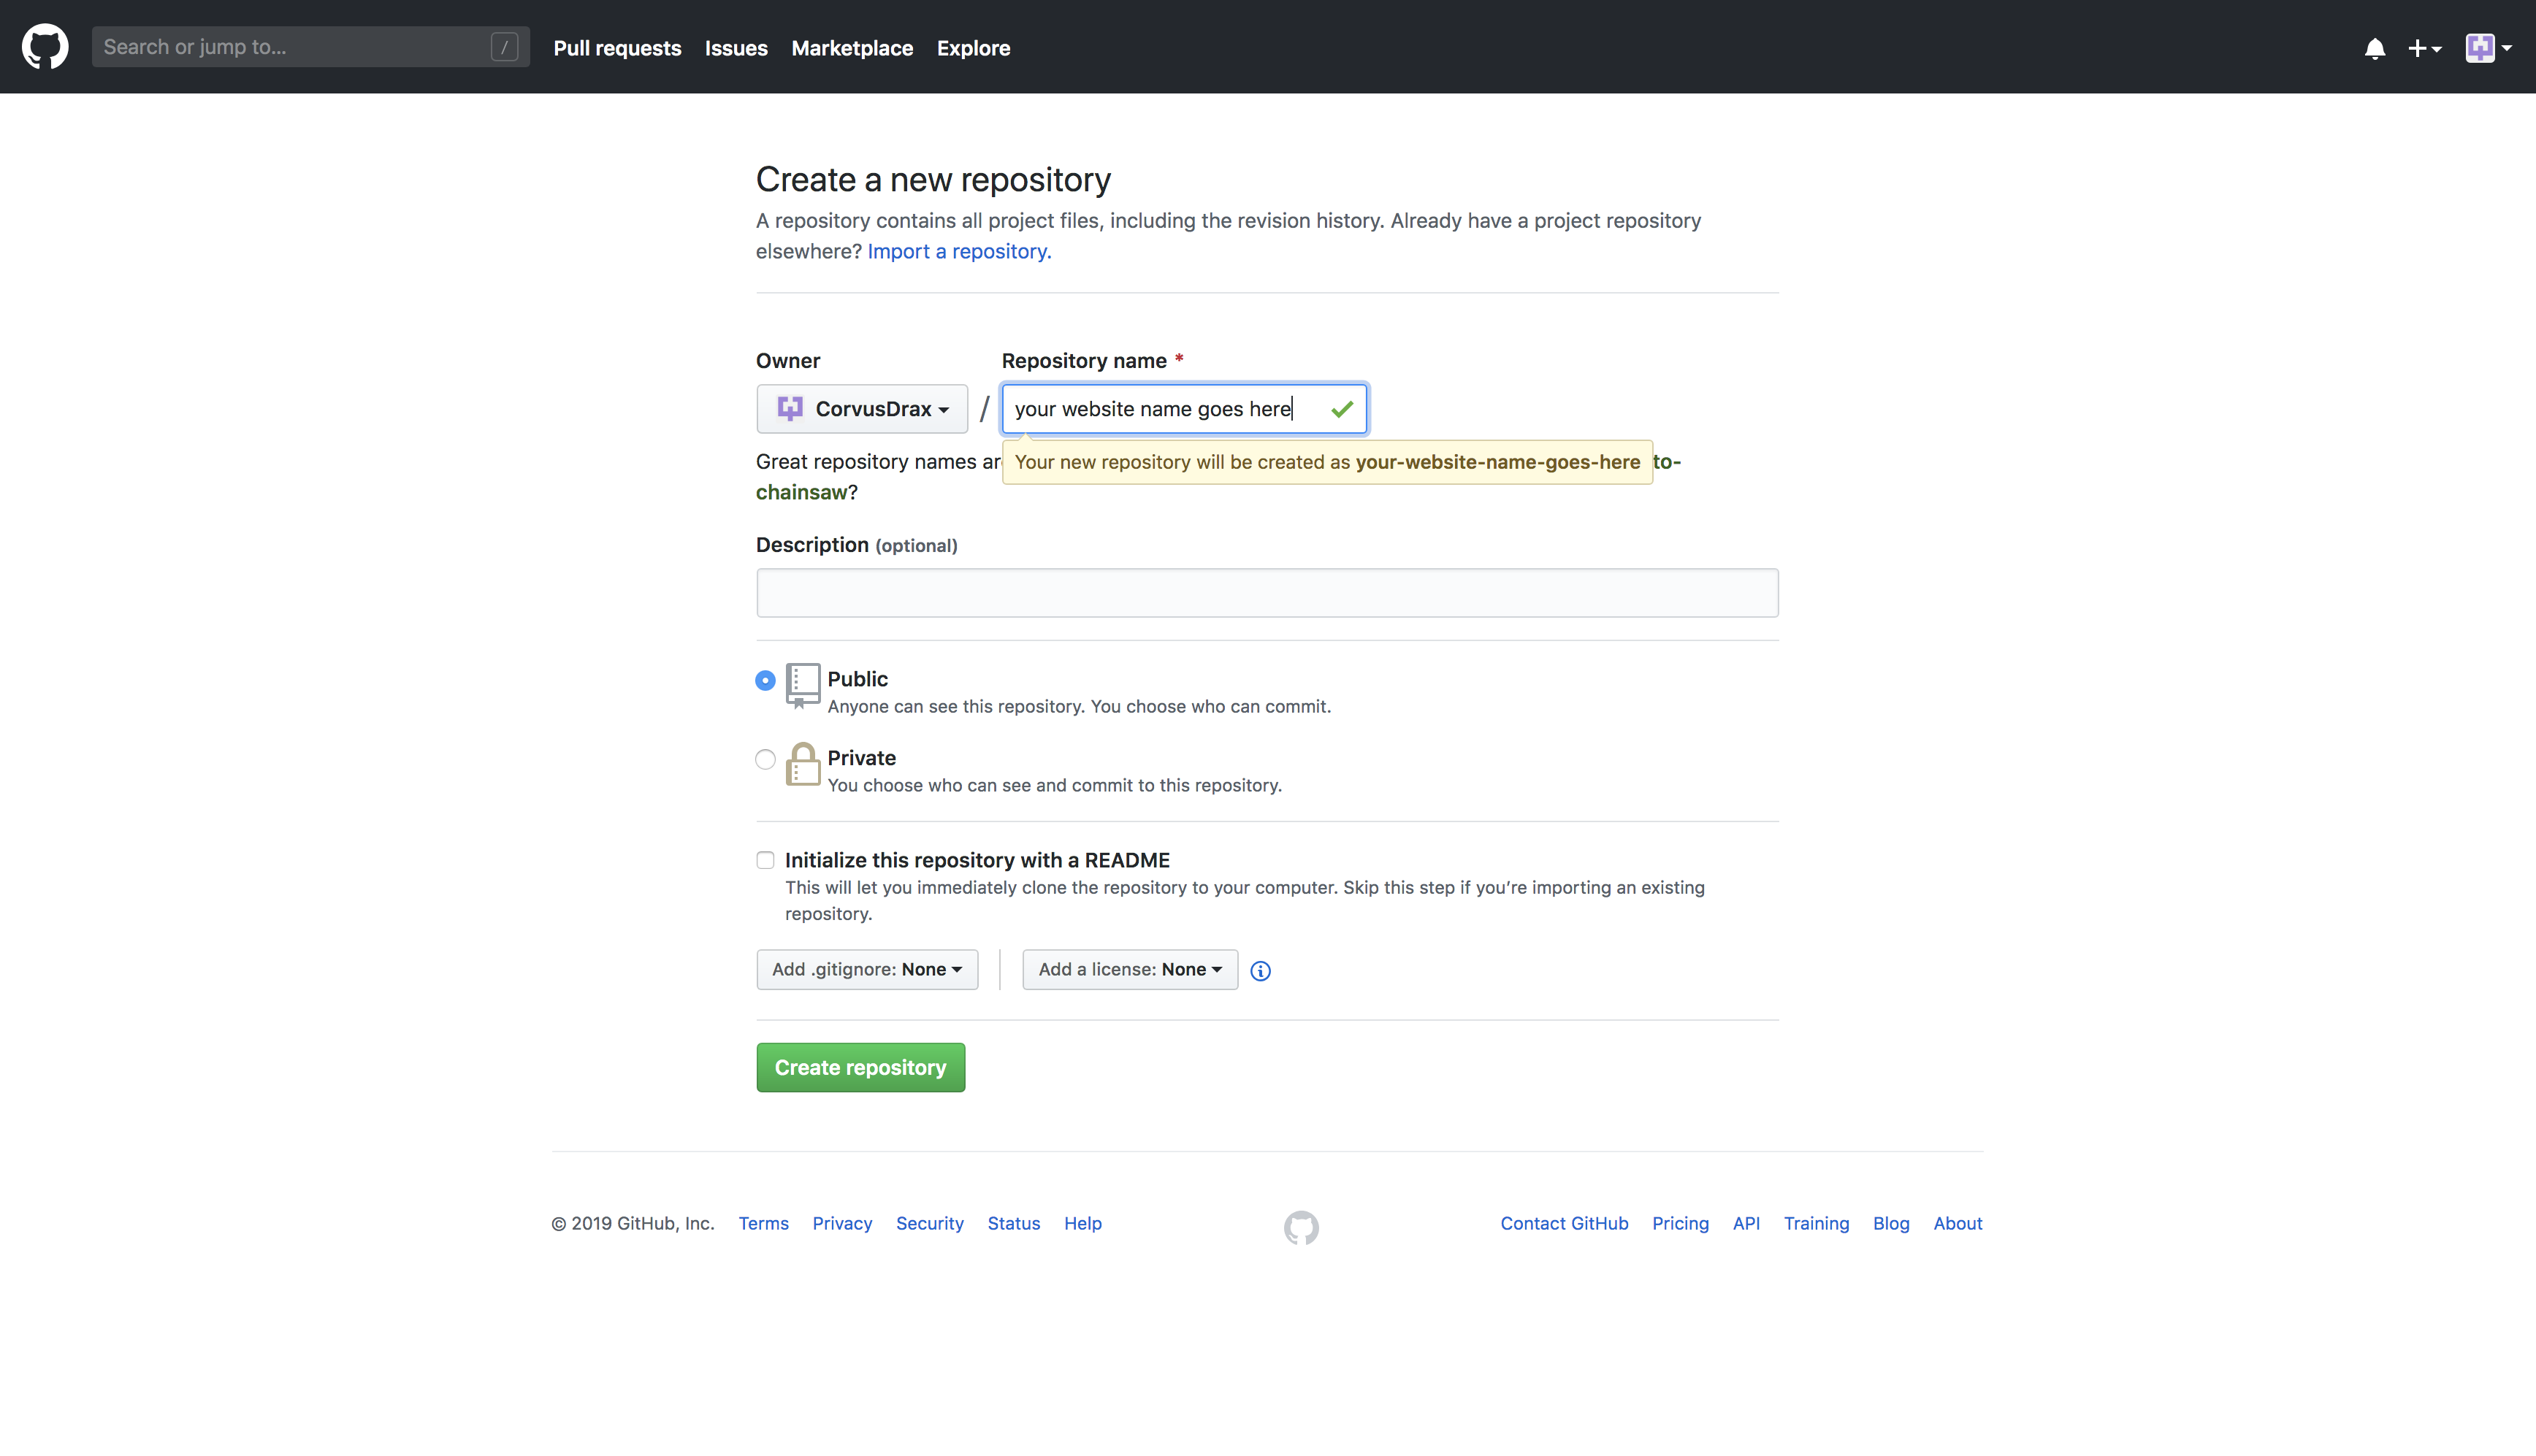 Search or jump to... /
Pull requests Issues Marketplace Explore
Create a new repository
A repository contains all project files, including the revision history. Already have a project repository
elsewhere? Import a repository.
Owner Repository name *
CorvusDrax / your website name goes here
Great repository names ar Your new repository will be created as your-website-name-goes-here to-
chainsaw?
Description (optional)
Public
Anyone can see this repository. You choose who can commit.
Private
You choose who can see and commit to this repository.
Initialize this repository with a README
This will let you immediately clone the repository to your computer. Skip this step if you’re importing an existing
repository.
Add .gitignore: None Add a license: None
Create repository
© 2019 GitHub, Inc. Terms Privacy Security Status Help Contact GitHub Pricing API Training Blog About